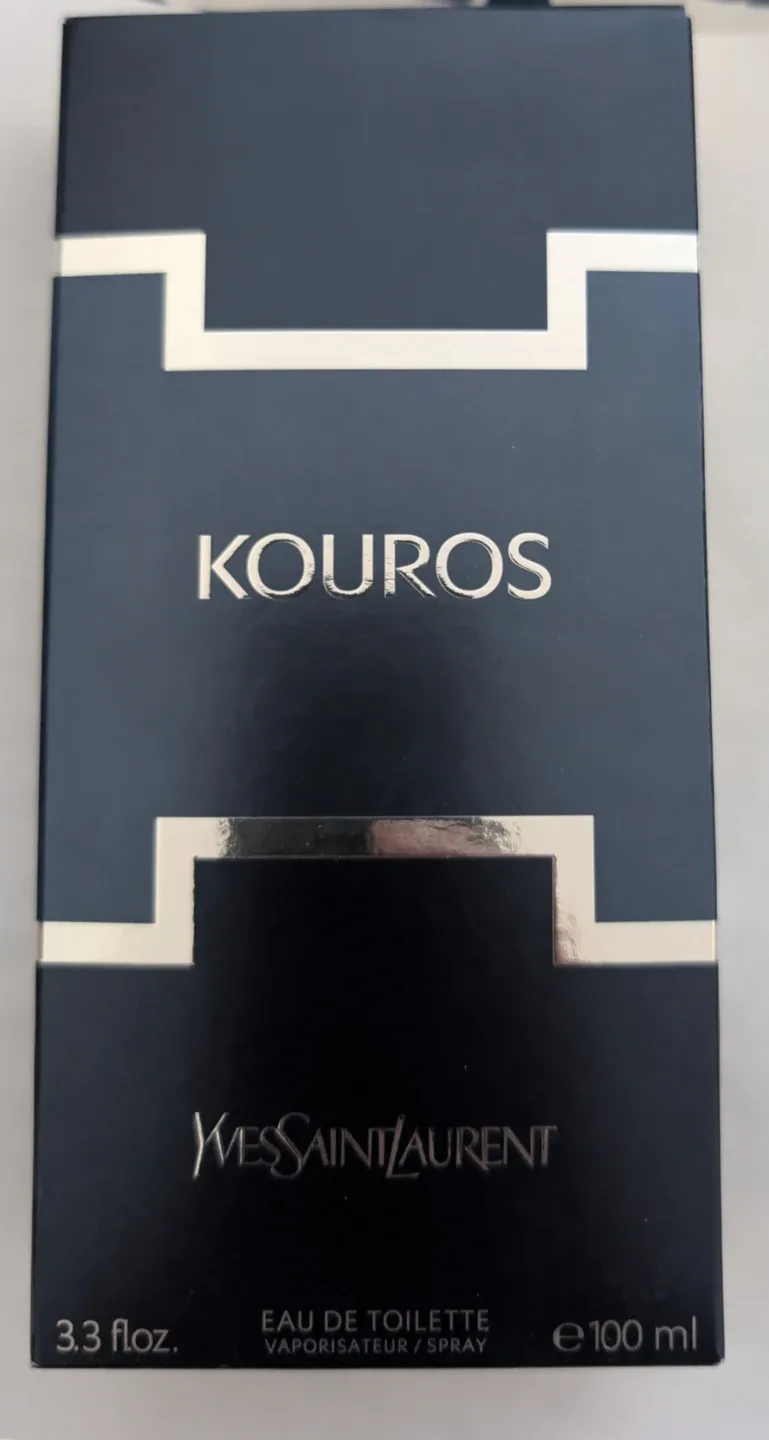 KOUROS
YVESSAINTLAURENT
3.3 fl oz.
EAU DE TOILETTE
VAPORISATEUR / SPRAY
℮ 100 ml